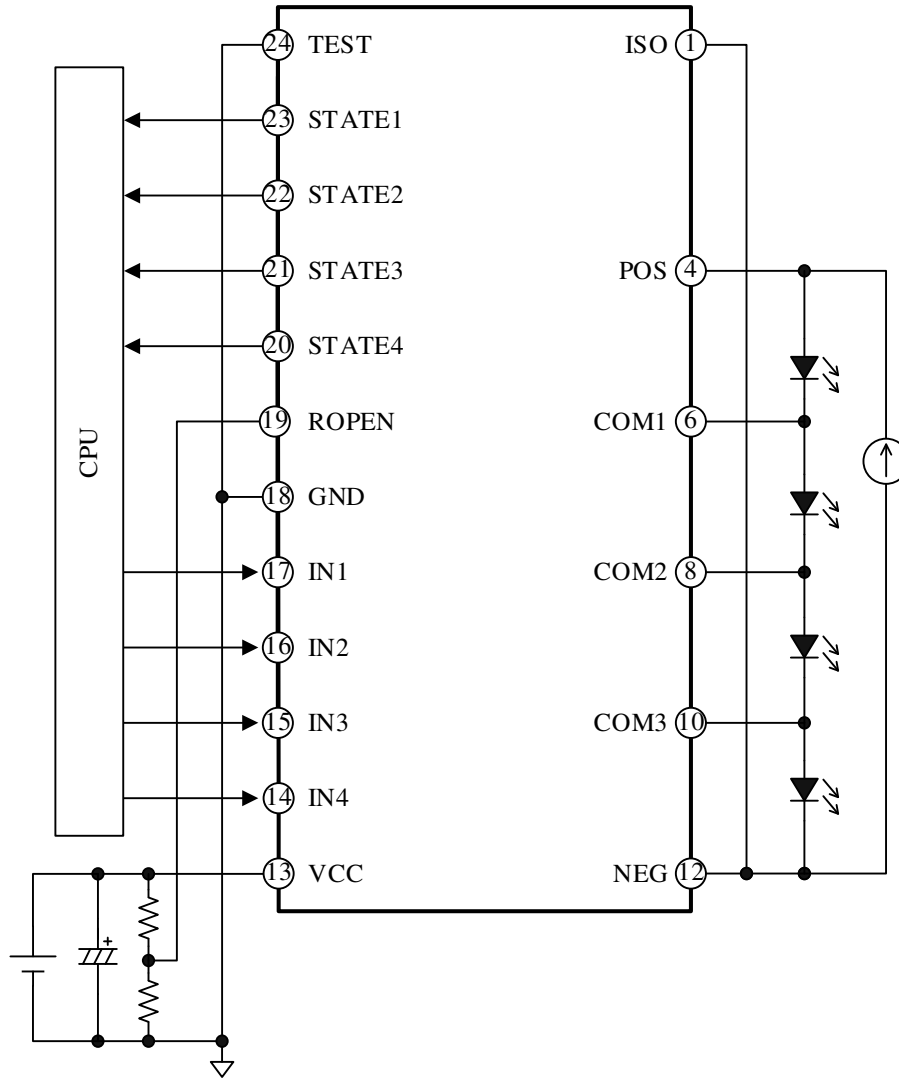 24 TEST
ISO 1
23 STATE1
22 STATE2
21 STATE3
POS 4
20 STATE4
19 ROPEN
COM1 6
CPU
18 GND
17 IN1
COM2 8
16 IN2
15 IN3
COM3 10
14 IN4
13 VCC
NEG 12
+